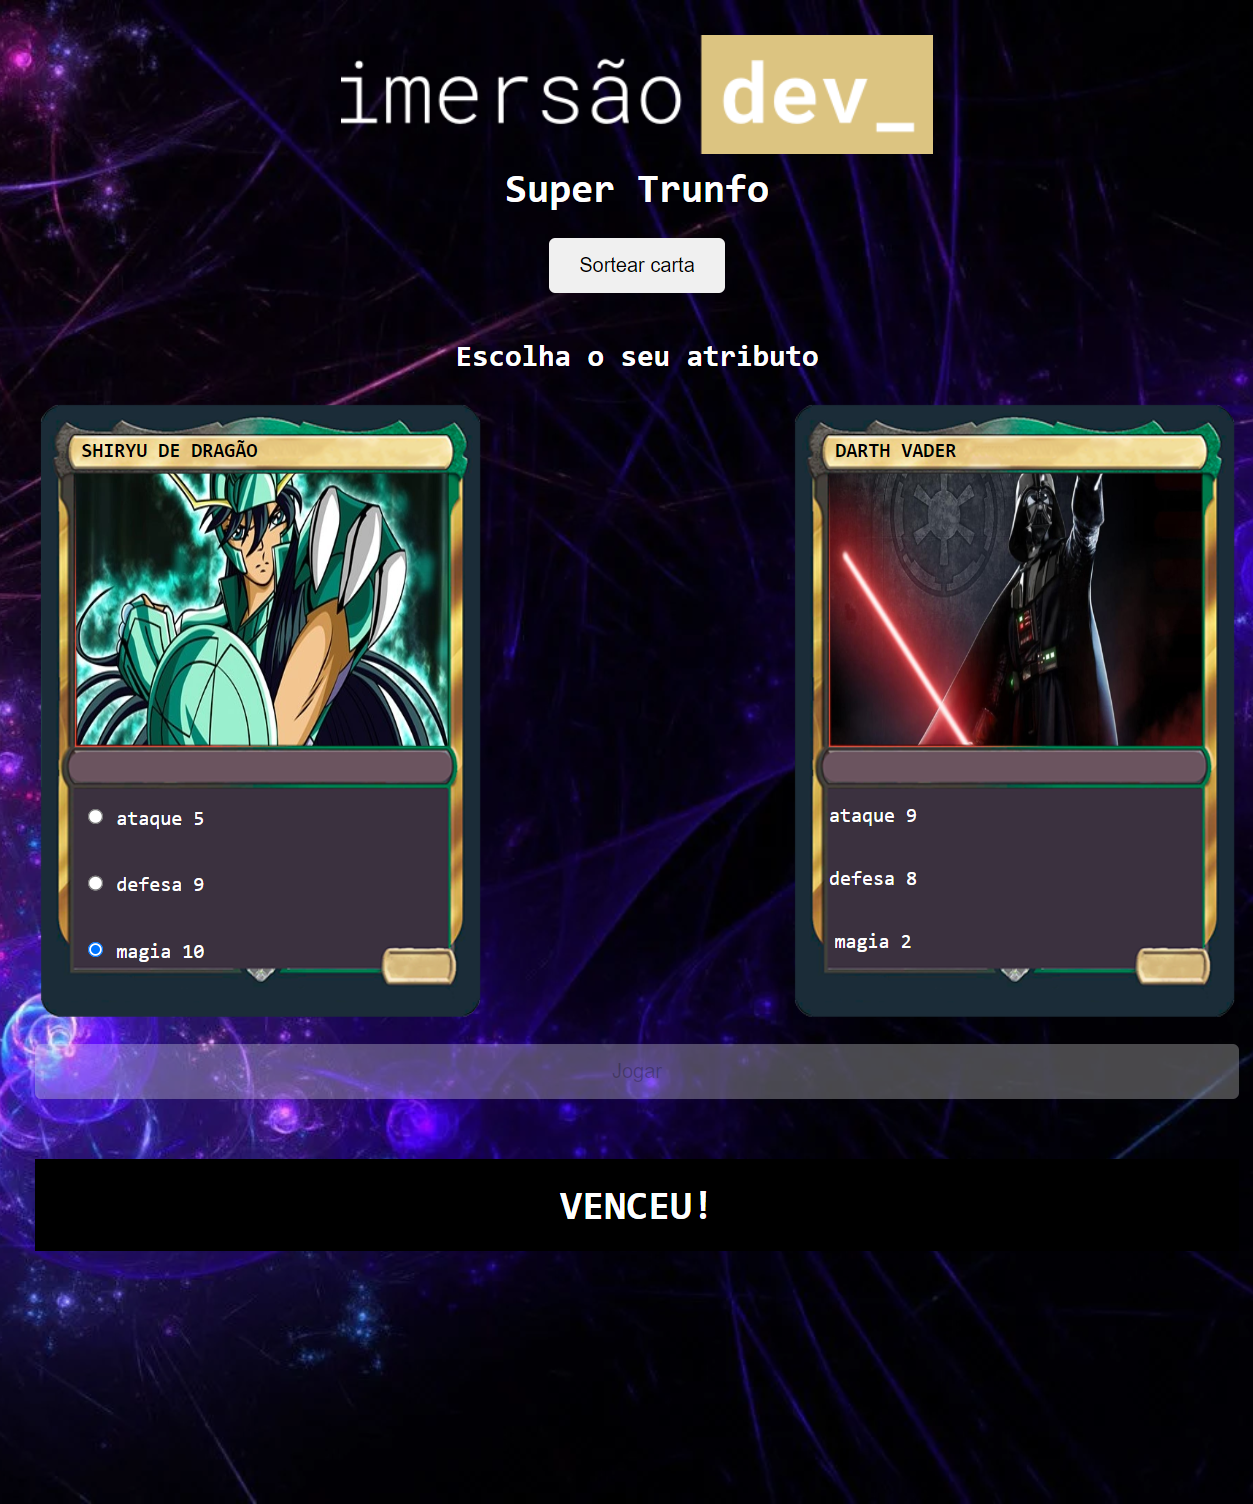 imersão dev_
Super Trunfo
Sortear carta
Escolha o seu atributo
SHIRYU DE DRAGÃO
ataque 5
defesa 9
magia 10
DARTH VADER
ataque 9
defesa 8
magia 2
Jogar
VENCEU!